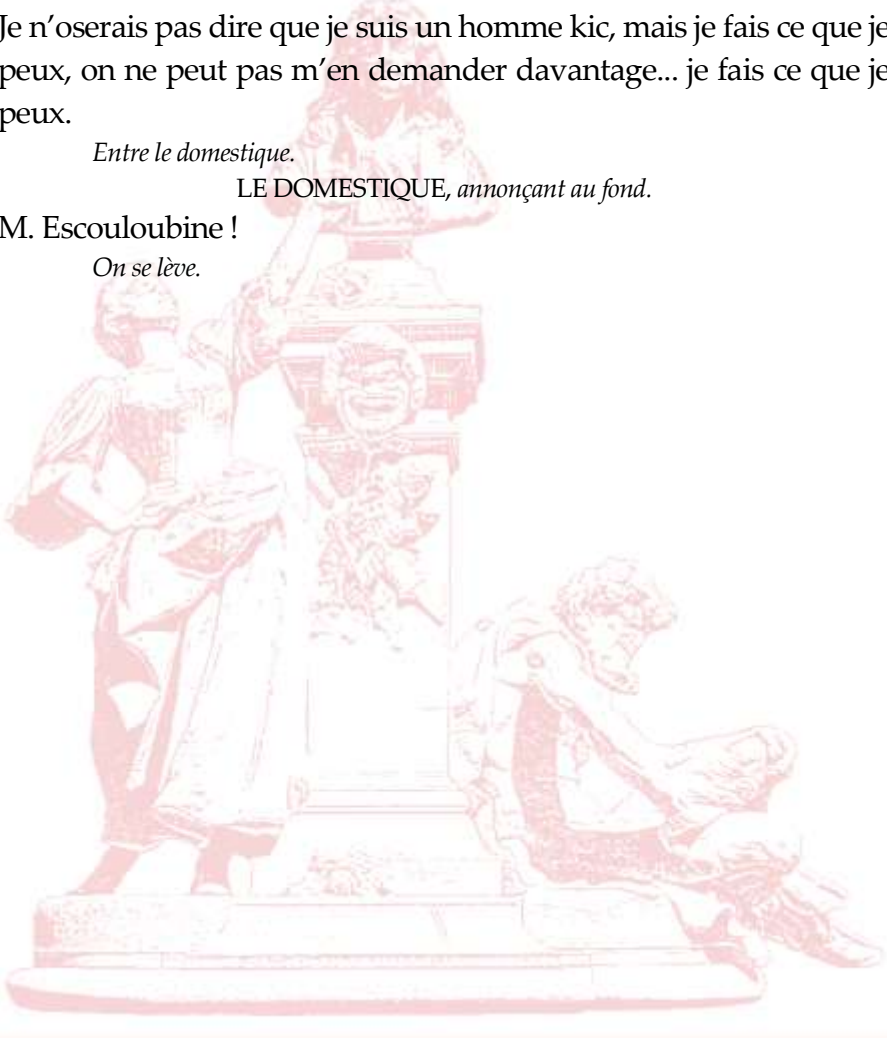 Je n’oserais pas dire que je suis un homme kic, mais je fais ce que je
peux, on ne peut pas m’en demander davantage... je fais ce que je
peux.
Entre le domestique.
LE DOMESTIQUE, annonçant au fond.
M. Escouloubine !
On se lève.